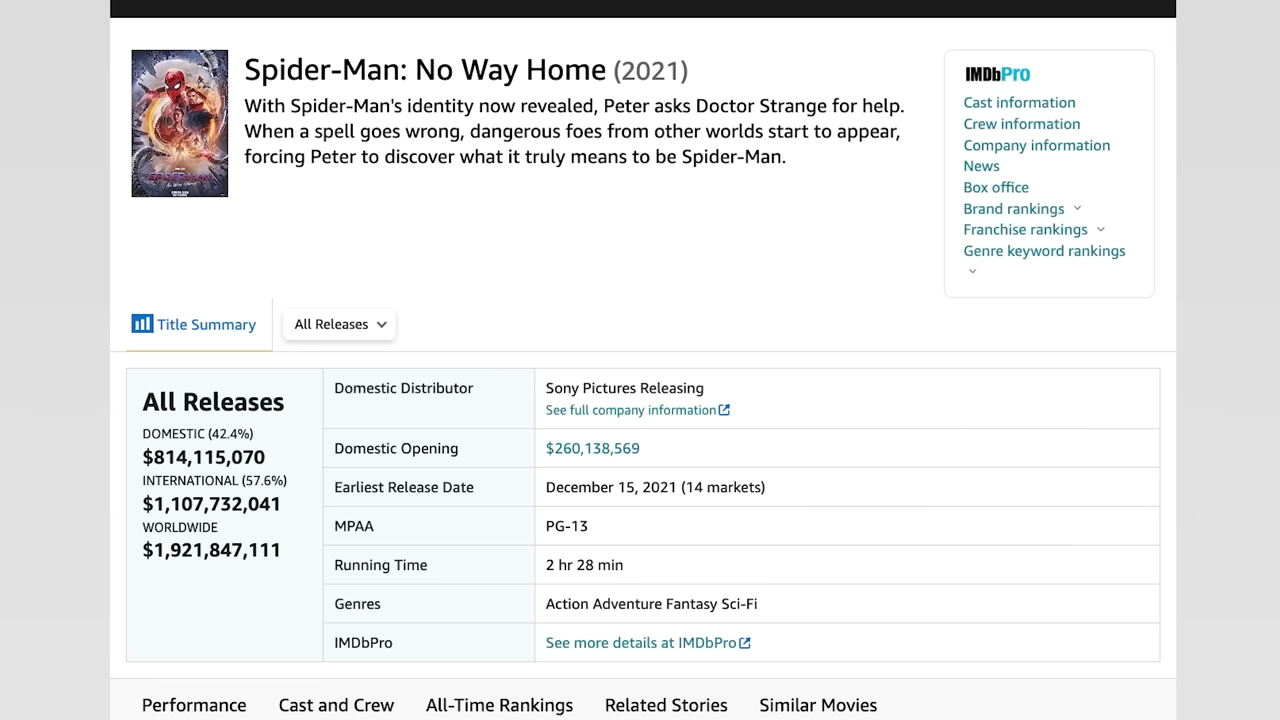 Spider-Man: No Way Home (2021)
With Spider-Man's identity now revealed, Peter asks Doctor Strange for help.
When a spell goes wrong, dangerous foes from other worlds start to appear,
forcing Peter to discover what it truly means to be Spider-Man.
IMDbPro
Cast information
Crew information
Company information
News
Box office
Brand rankings
Franchise rankings
Genre keyword rankings
SPIDER-MAN
Title Summary
All Releases
All Releases
DOMESTIC (42.4%)
$814,115,070
INTERNATIONAL (57.6%)
$1,107,732,041
WORLDWIDE
$1,921,847,111
Domestic Distributor
Sony Pictures Releasing
See full company information
Domestic Opening
$260,138,569
Earliest Release Date
December 15, 2021 (14 markets)
MPAA
PG-13
Running Time
2 hr 28 min
Genres
Action Adventure Fantasy Sci-Fi
IMDbPro
See more details at IMDbPro
Performance
Cast and Crew
All-Time Rankings
Related Stories
Similar Movies